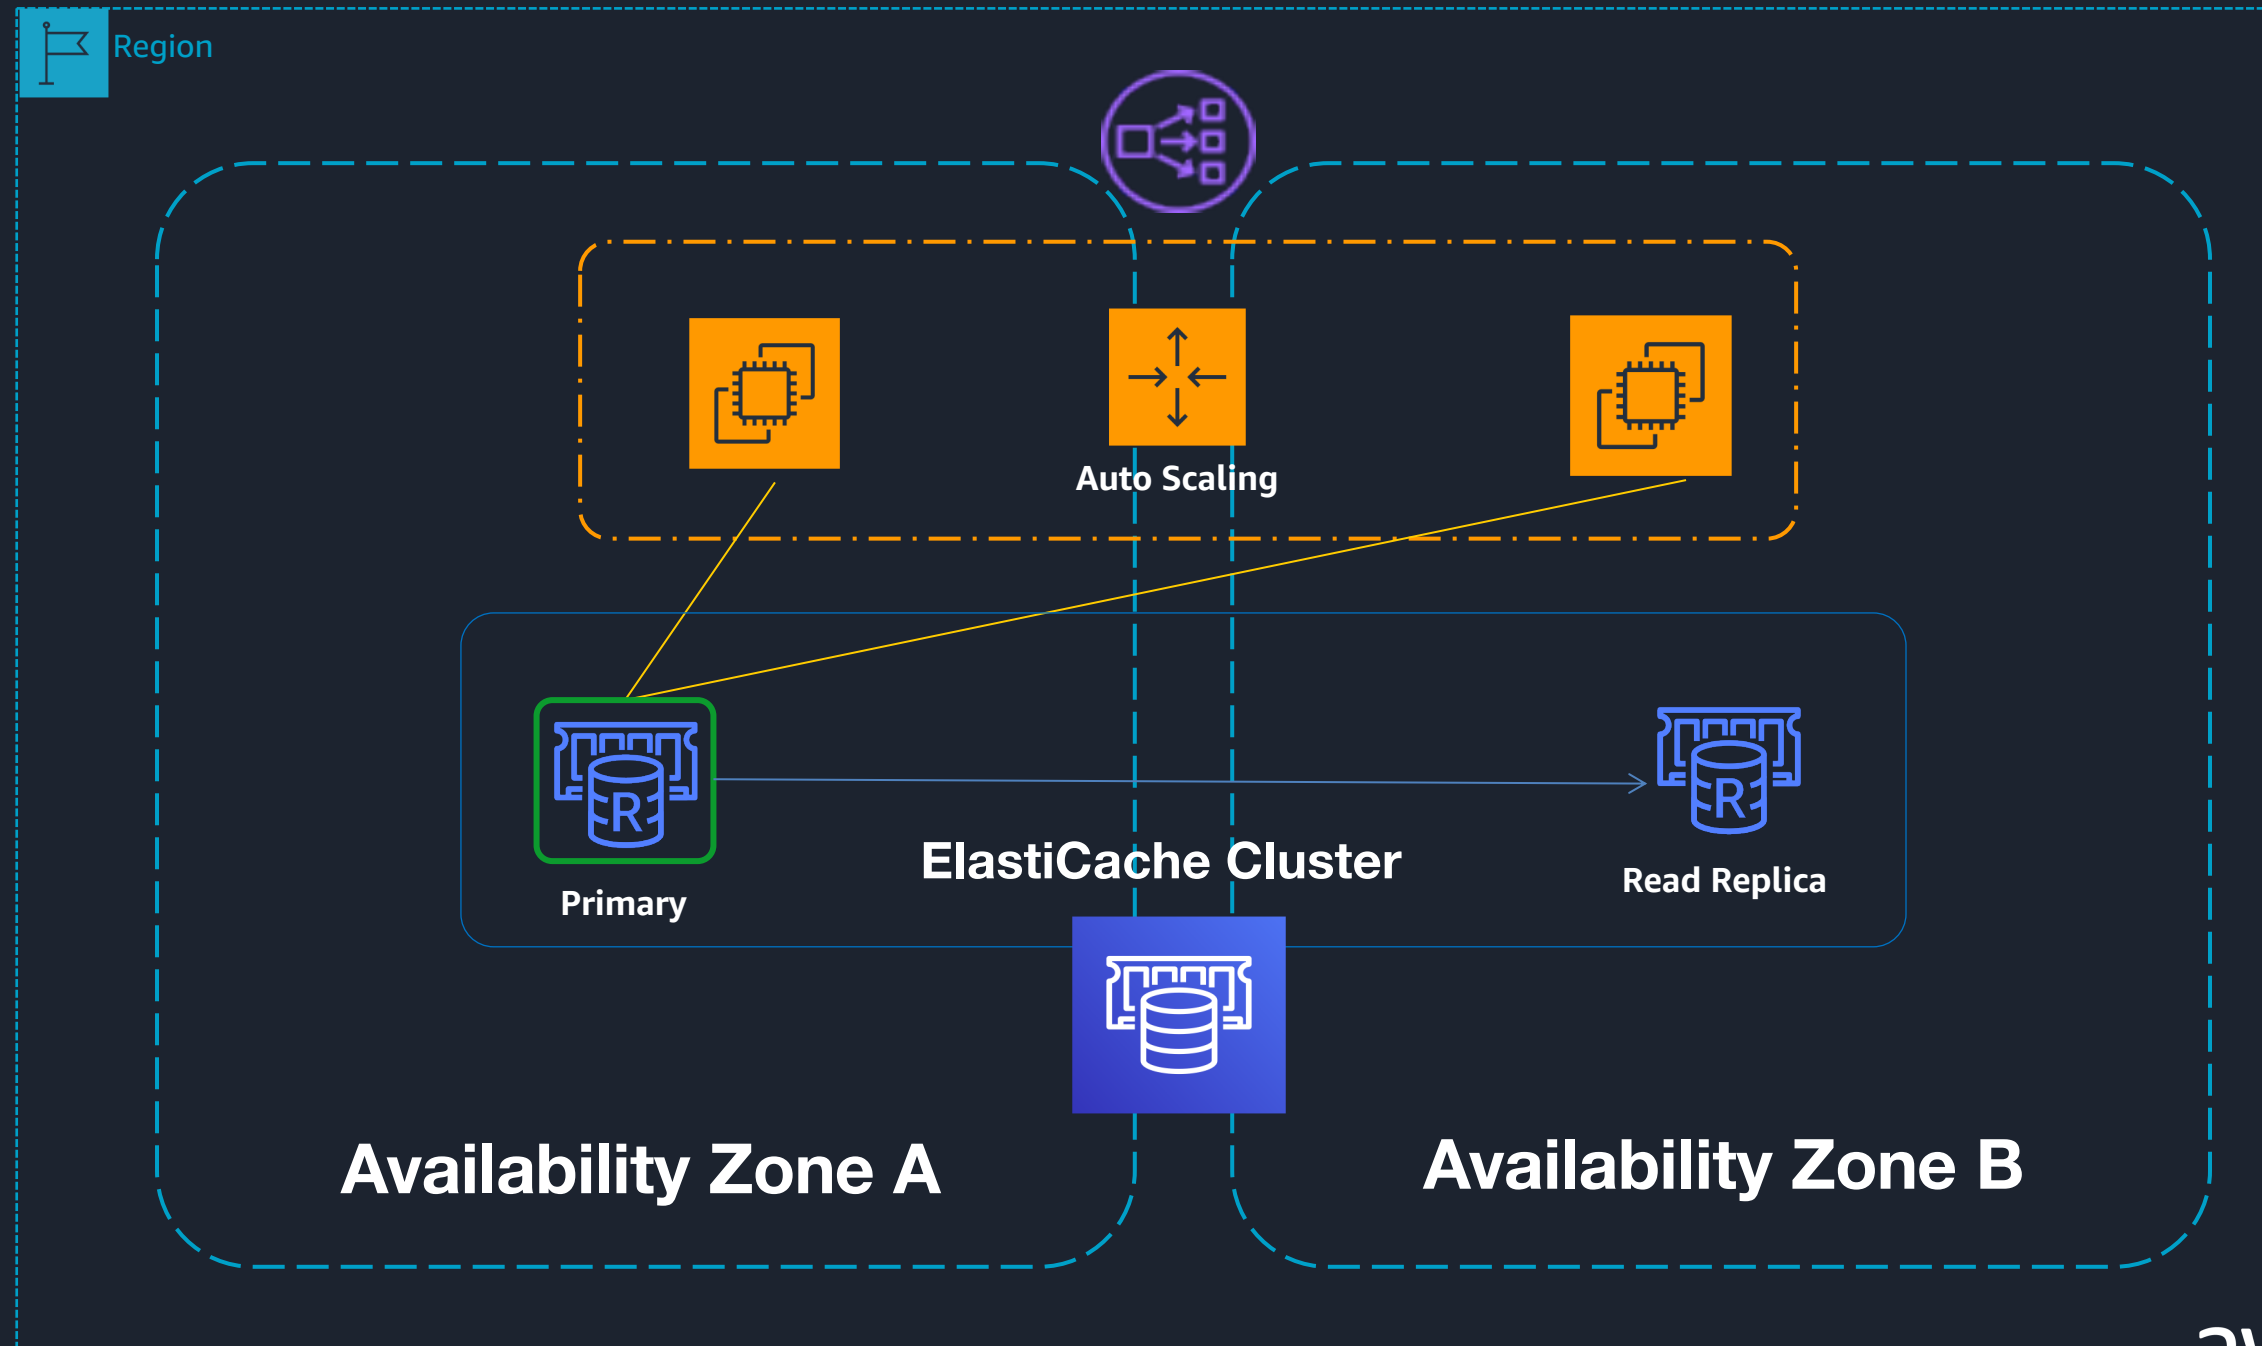 Region
Auto Scaling
R
R
ElastiCache Cluster
Read Replica
Primary
Availability Zone A
Availability Zone B